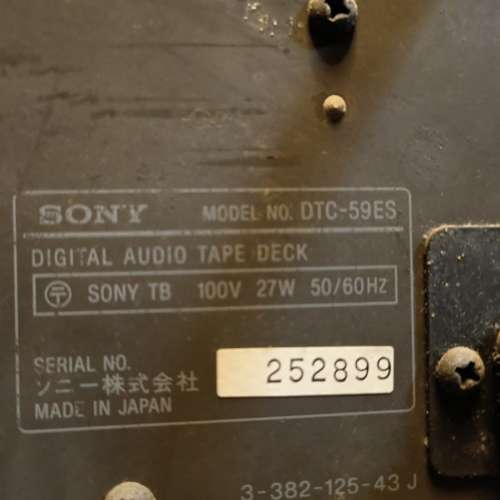 SONY MODEL NO. DTC-59ES
DIGITAL AUDIO TAPE DECK
〒 SONY TB 100V 27W 50/60Hz
SERIAL NO. 252899
ソニー株式会社
MADE IN JAPAN
3-382-125-43 J